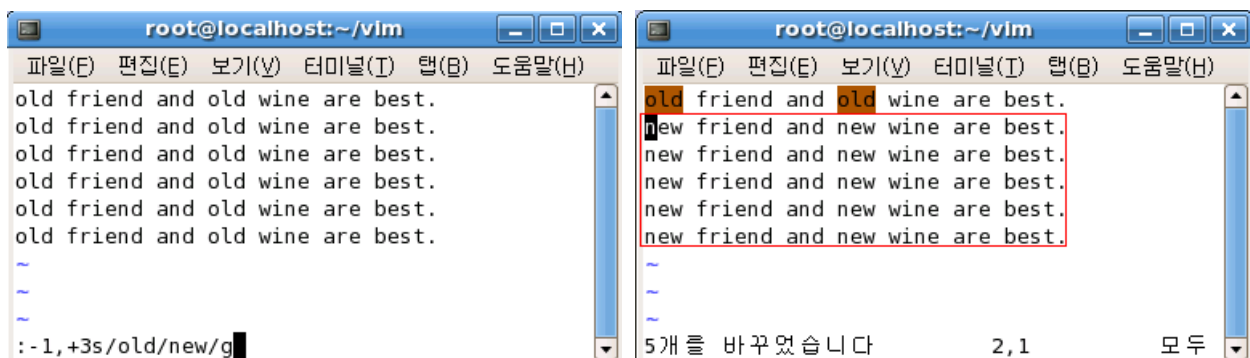 root@localhost:~/vim
파일(F) 편집(E) 보기(V) 터미널(T) 탭(B) 도움말(H)
old friend and old wine are best.
old friend and old wine are best.
old friend and old wine are best.
old friend and old wine are best.
old friend and old wine are best.
old friend and old wine are best.
~
~
~
:-1,+3s/old/new/g
root@localhost:~/vim
파일(F) 편집(E) 보기(V) 터미널(T) 탭(B) 도움말(H)
old friend and old wine are best.
new friend and new wine are best.
new friend and new wine are best.
new friend and new wine are best.
new friend and new wine are best.
new friend and new wine are best.
~
~
~
5개를 바꾸었습니다 2,1 모두